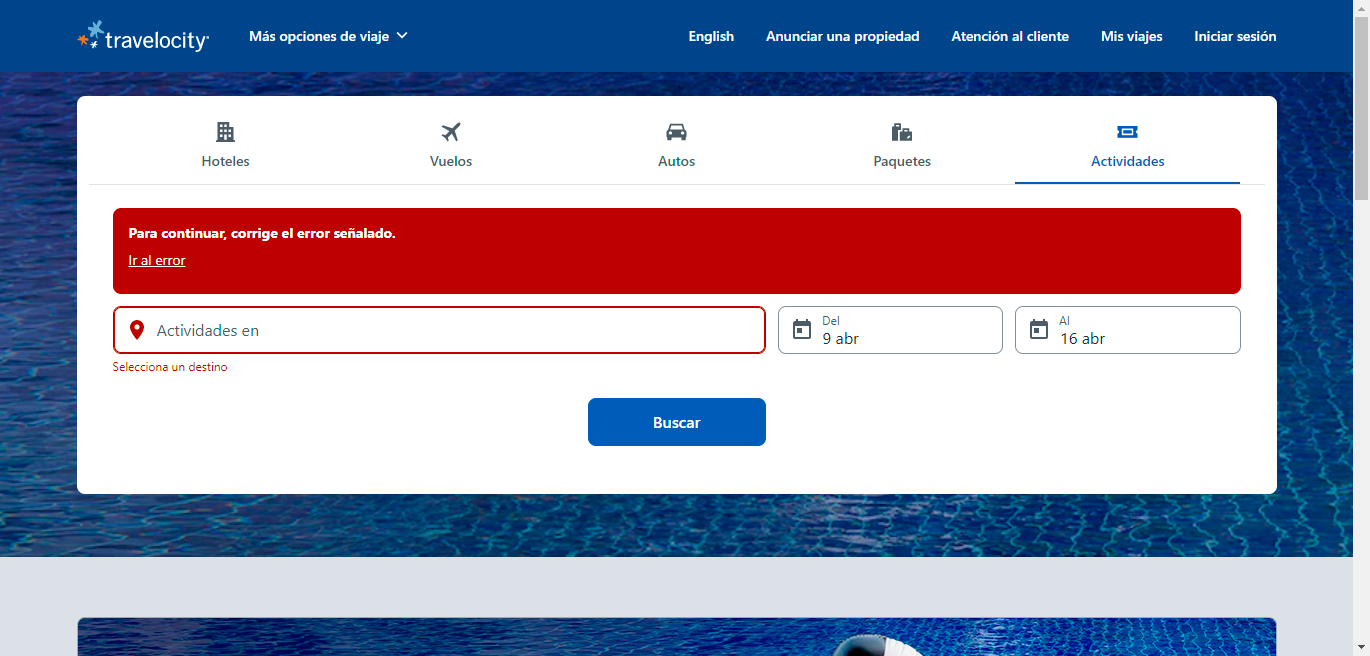 travelocity
Más opciones de viaje
English
Anunciar una propiedad
Atención al cliente
Mis viajes
Iniciar sesión
Hoteles
Vuelos
Autos
Paquetes
Actividades
Para continuar, corrige el error señalado.
Ir al error
Actividades en
Del
9 abr
Al
16 abr
Selecciona un destino
Buscar